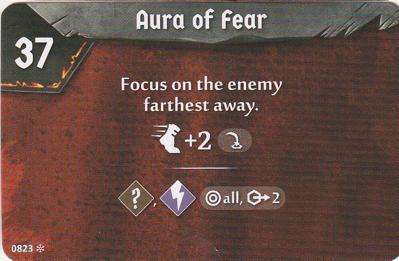 Aura of Fear
37
Focus on the enemy
farthest away.
+2
?, all, 2
0823